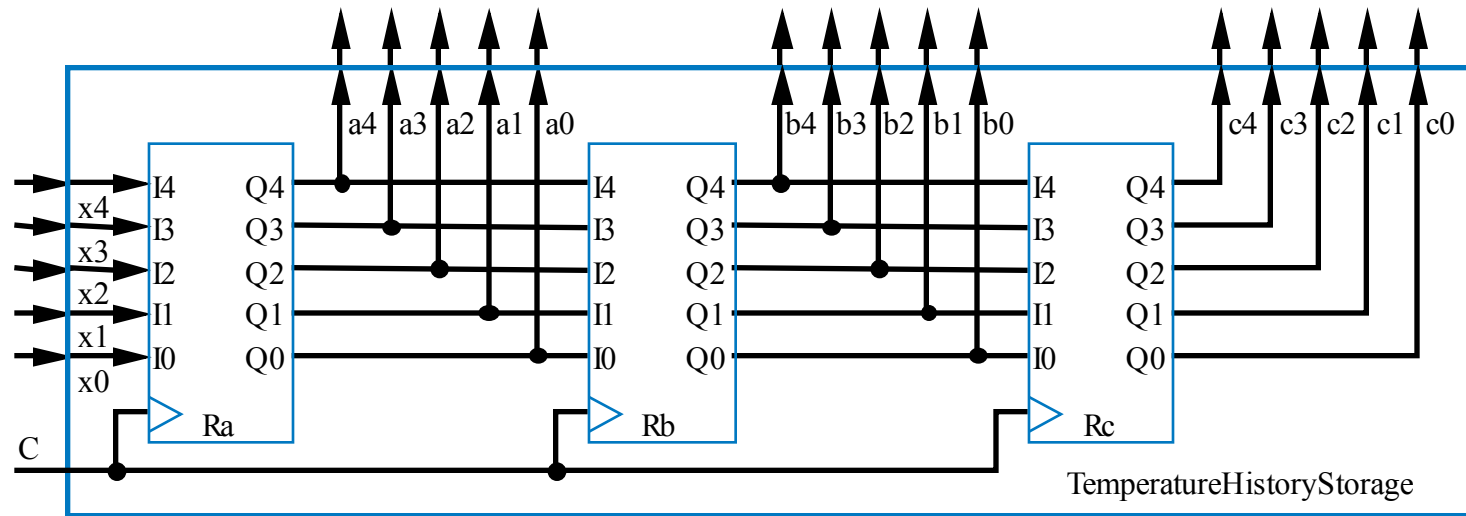 a4 a3 a2 a1 a0 b4 b3 b2 b1 b0 c4 c3 c2 c1 c0
I4 Q4 I4 Q4 I4 Q4
x4
I3 Q3 I3 Q3 I3 Q3
x3
I2 Q2 I2 Q2 I2 Q2
x2
I1 Q1 I1 Q1 I1 Q1
x1
I0 Q0 I0 Q0 I0 Q0
x0
Ra Rb Rc
C
TemperatureHistoryStorage